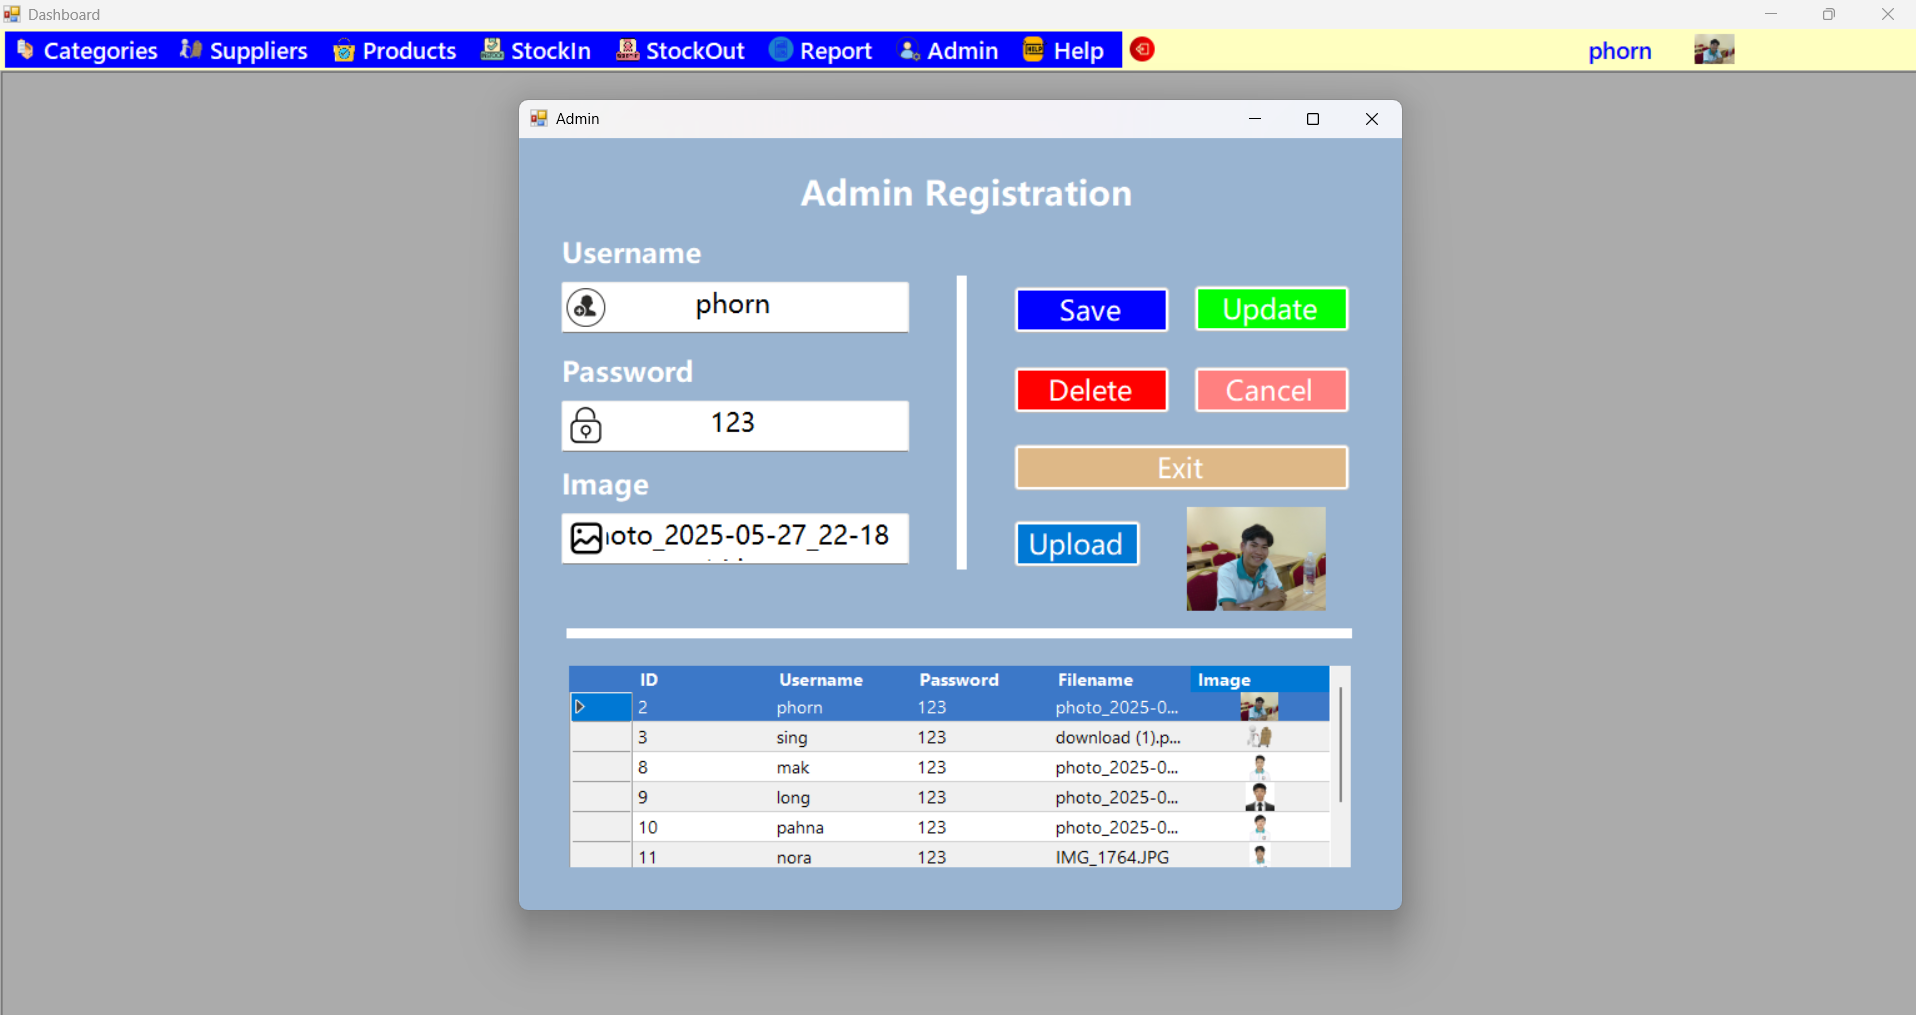 Dashboard
Categories Suppliers Products StockIn StockOut Report Admin Help phorn
Admin
Admin Registration
Username
phorn
Save Update
Password
123
Delete Cancel
Image
Exit
oto_2025-05-27_22-18
Upload
ID Username Password Filename Image
2 phorn 123 photo_2025-0...
3 sing 123 download (1).p...
8 mak 123 photo_2025-0...
9 long 123 photo_2025-0...
10 pahna 123 photo_2025-0...
11 nora 123 IMG_1764.JPG